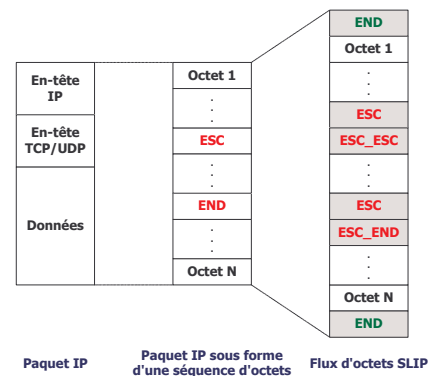 En-tête
IP
En-tête
TCP/UDP
Données
Paquet IP
Octet 1
.
.
.
ESC
.
.
.
END
.
.
.
Octet N
Paquet IP sous forme
d'une séquence d'octets
END
Octet 1
.
.
.
ESC
ESC_ESC
.
.
.
ESC
ESC_END
.
.
.
Octet N
END
Flux d'octets SLIP